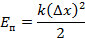 Eп = k(Δx)²/2